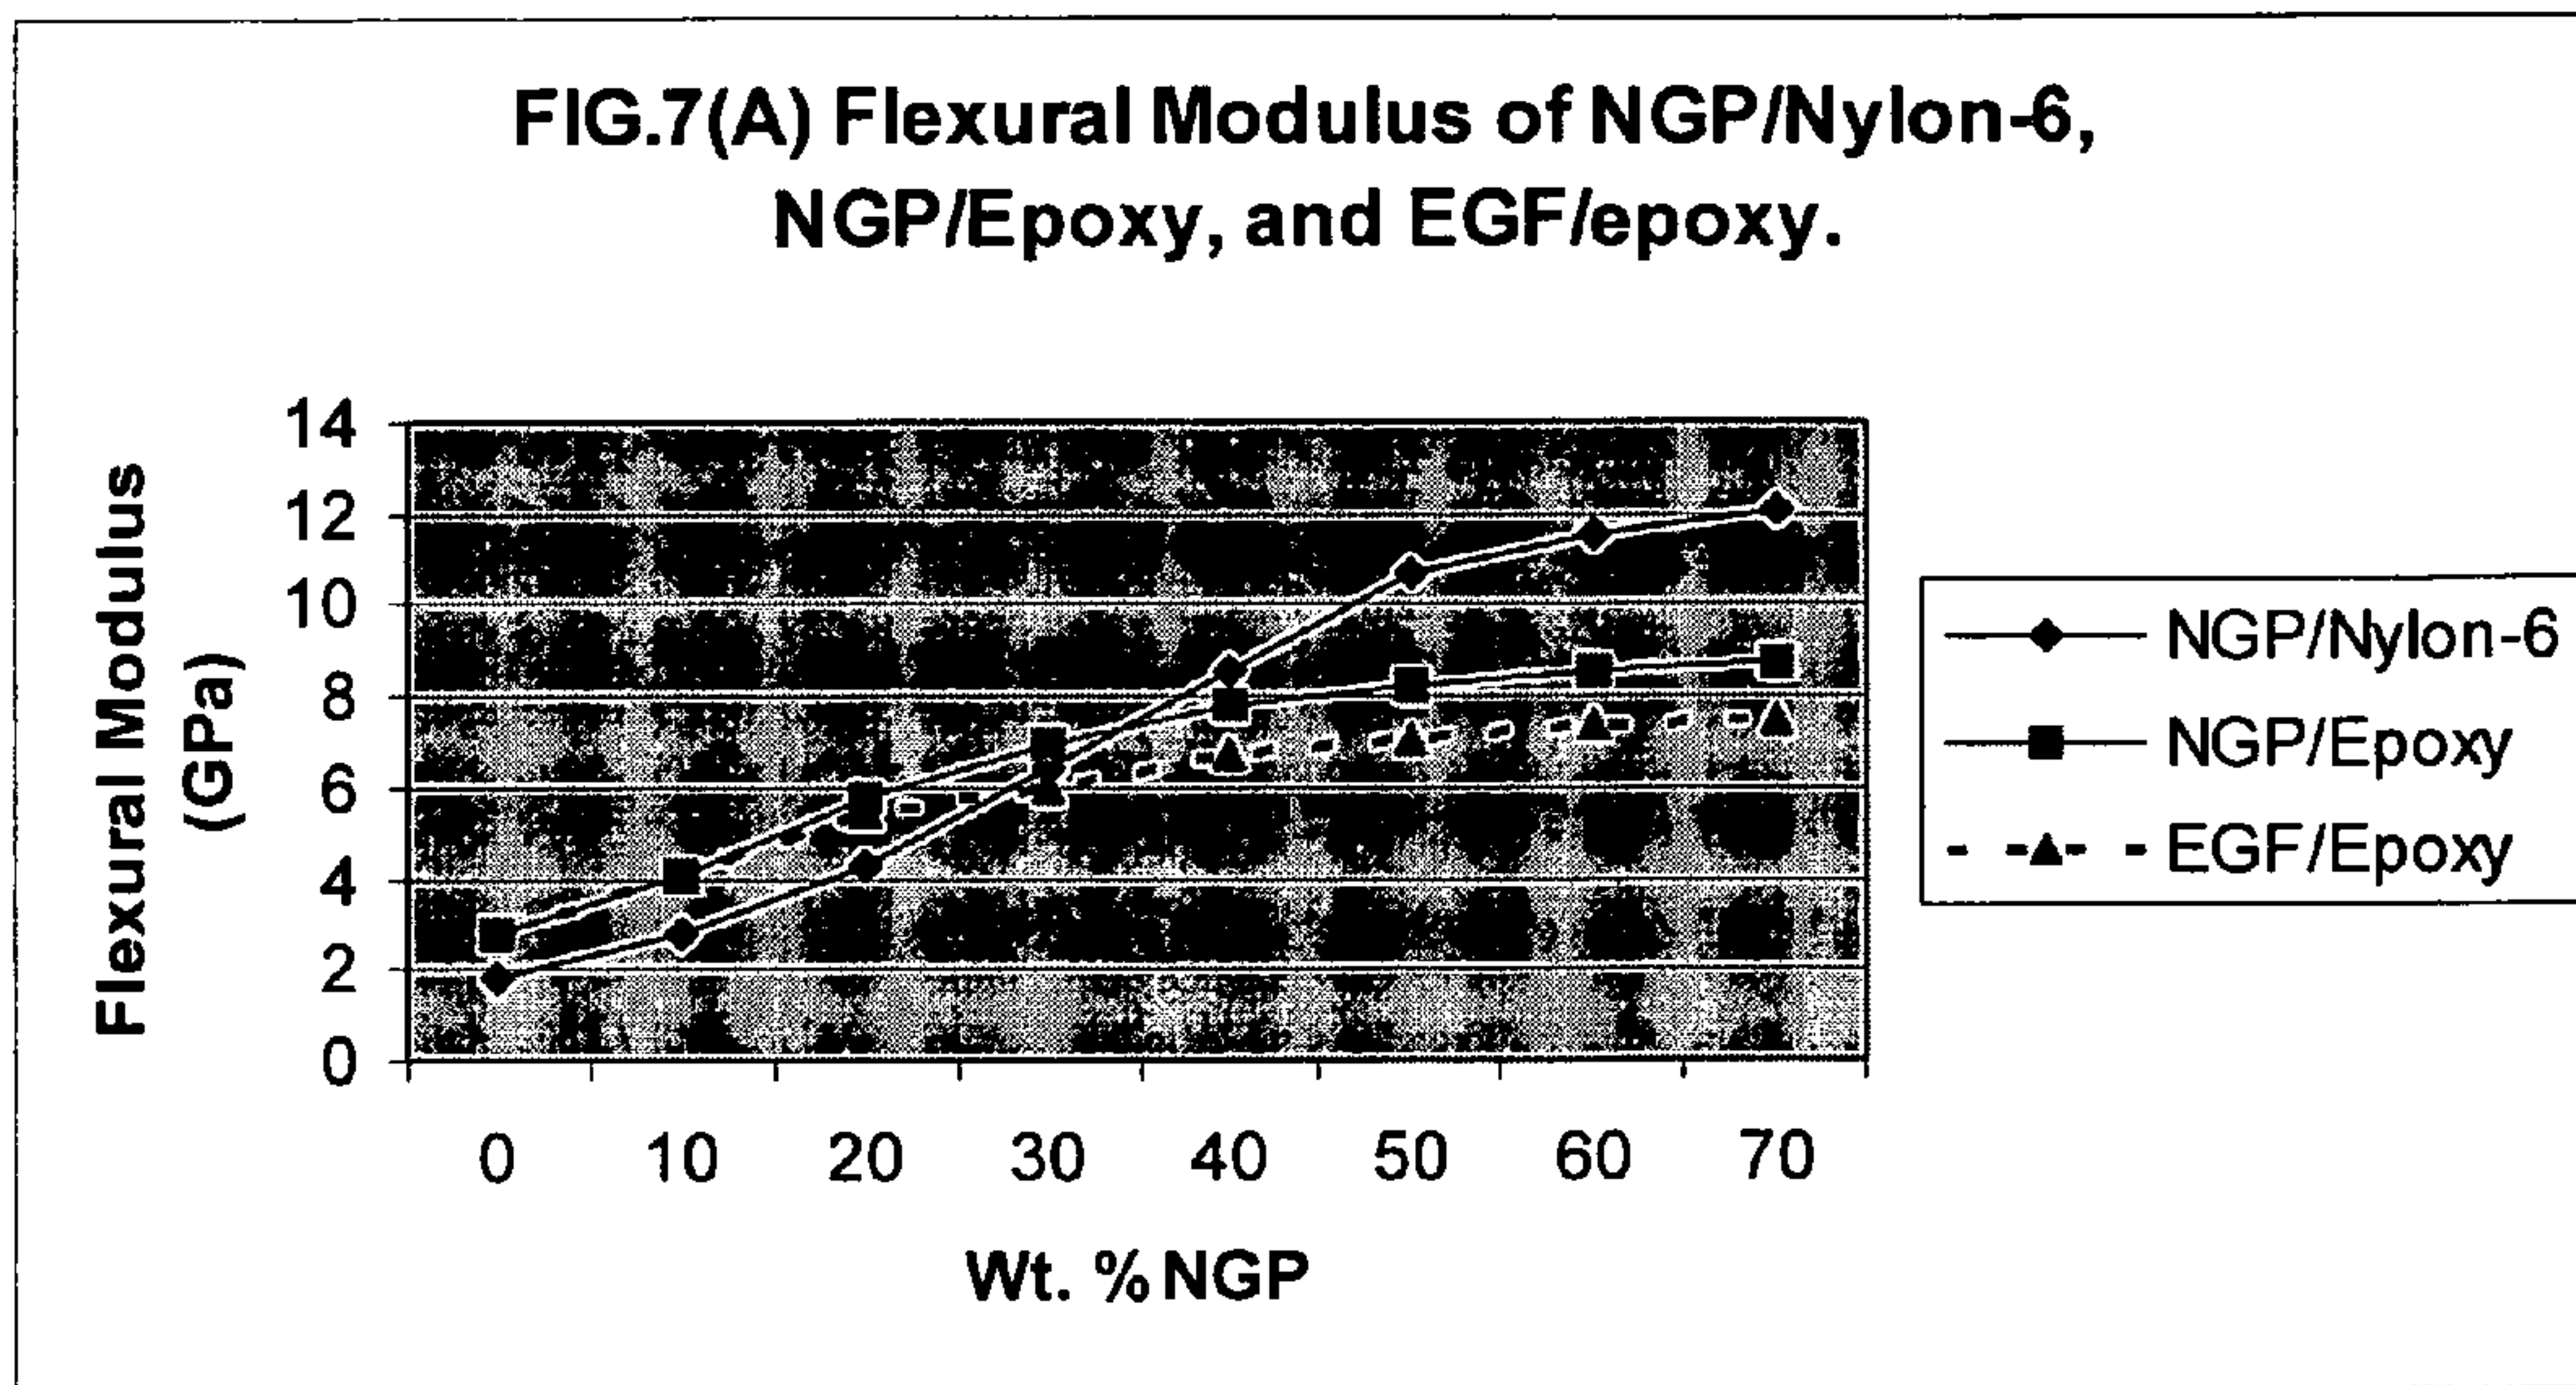 FIG.7(A) Flexural Modulus of NGP/Nylon-6,
NGP/Epoxy, and EGF/epoxy.
Flexural Modulus
(GPa)
14
12
10
8
6
4
2
0
0 10 20 30 40 50 60 70
Wt. % NGP
NGP/Nylon-6
NGP/Epoxy
EGF/Epoxy